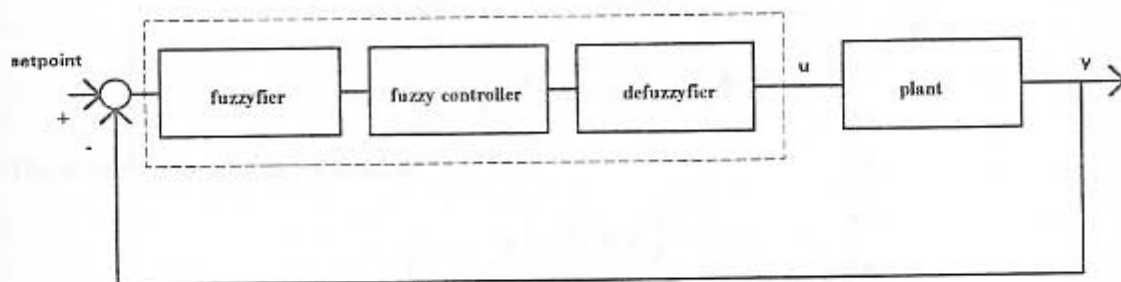 setpoint
+
-
fuzzyfier
fuzzy controller
defuzzyfier
u
plant
y